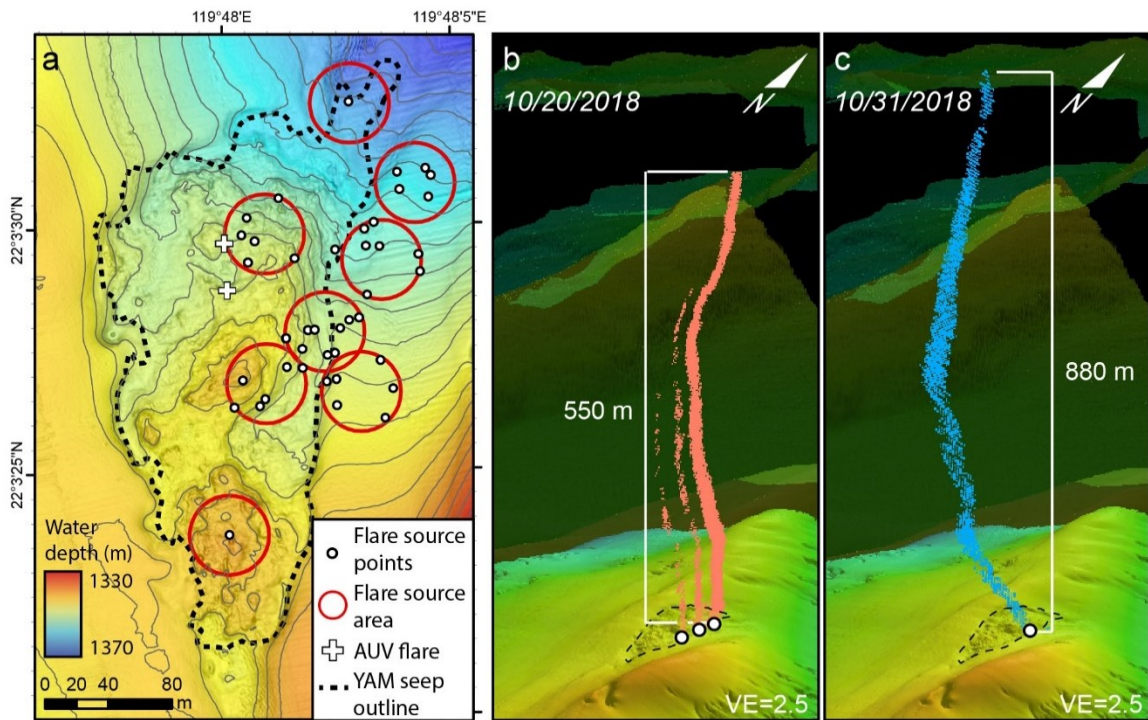 119°48'E
119°48'5"E
a
22°3'30"N
22°3'25"N
Water
depth (m)
1330
1370
0 20 40
80
m
Flare source
points
Flare source
area
AUV flare
YAM seep
outline
b
10/20/2018
N
550 m
VE=2.5
c
10/31/2018
N
880 m
VE=2.5